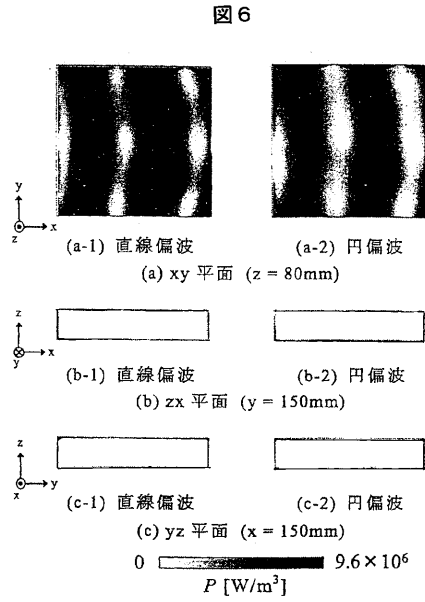 図6
y
z
x
(a-1) 直線偏波
(a-2) 円偏波
(a) xy 平面 (z = 80mm)
z
y
x
(b-1) 直線偏波
(b-2) 円偏波
(b) zx 平面 (y = 150mm)
z
x
y
(c-1) 直線偏波
(c-2) 円偏波
(c) yz 平面 (x = 150mm)
0 9.6×10⁶
P [W/m³]